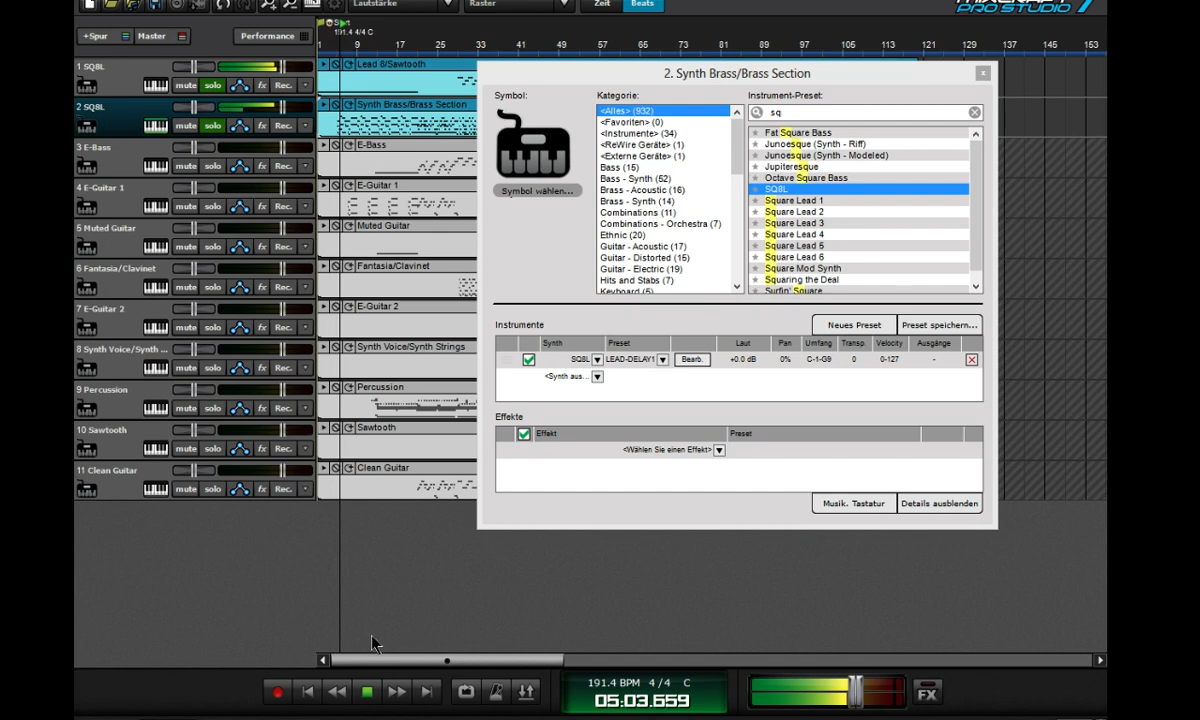 MIXCRAFT
PRO STUDIO 7
Lautstärke
Raster
Zeit
Beats
+Spur
Master
Performance
Start
191.4 4/4 C
1 9 17 25 33 41 49 57 65 73 81 89 97 105 113 121 129 137 145 153
1 SQ8L
mute solo fx Rec.
Lead 8/Sawtooth
2 SQ8L
mute solo fx Rec.
Synth Brass/Brass Section
3 E-Bass
mute solo fx Rec.
E-Bass
4 E-Guitar 1
mute solo fx Rec.
E-Guitar 1
5 Muted Guitar
mute solo fx Rec.
Muted Guitar
6 Fantasia/Clavinet
mute solo fx Rec.
Fantasia/Clavinet
7 E-Guitar 2
mute solo fx Rec.
E-Guitar 2
8 Synth Voice/Synth ...
mute solo fx Rec.
Synth Voice/Synth Strings
9 Percussion
mute solo fx Rec.
Percussion
10 Sawtooth
mute solo fx Rec.
Sawtooth
11 Clean Guitar
mute solo fx Rec.
Clean Guitar
2. Synth Brass/Brass Section
x
Symbol:
Symbol wählen...
Kategorie:
<Alles> (932)
<Favoriten> (0)
<Instrumente> (34)
<ReWire Geräte> (1)
<Externe Geräte> (1)
Bass (15)
Bass - Synth (52)
Brass - Acoustic (16)
Brass - Synth (14)
Combinations (11)
Combinations - Orchestra (7)
Ethnic (20)
Guitar - Acoustic (17)
Guitar - Distorted (15)
Guitar - Electric (19)
Hits and Stabs (7)
Keyboard (5)
Instrument-Preset:
sq
Fat Square Bass
Junoesque (Synth - Riff)
Junoesque (Synth - Modeled)
Jupiteresque
Octave Square Bass
SQ8L
Square Lead 1
Square Lead 2
Square Lead 3
Square Lead 4
Square Lead 5
Square Lead 6
Square Mod Synth
Squaring the Deal
Surfin' Square
Instrumente
Neues Preset
Preset speichern...
Synth Preset Laut Pan Umfang Transp. Velocity Ausgänge
SQ8L LEAD-DELAY1 Bearb. +0.0 dB 0% C-1-G9 0 0-127 -
<Synth aus...
Effekte
Effekt Preset
<Wählen Sie einen Effekt>
Musik. Tastatur
Details ausblenden
191.4 BPM 4/4 C
05:03.659
FX